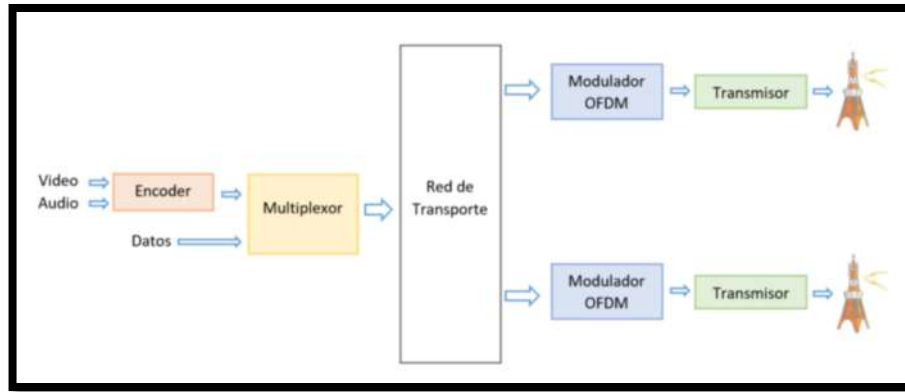 Video
Audio
Encoder
Datos
Multiplexor
Red de
Transporte
Modulador
OFDM
Transmisor
Modulador
OFDM
Transmisor